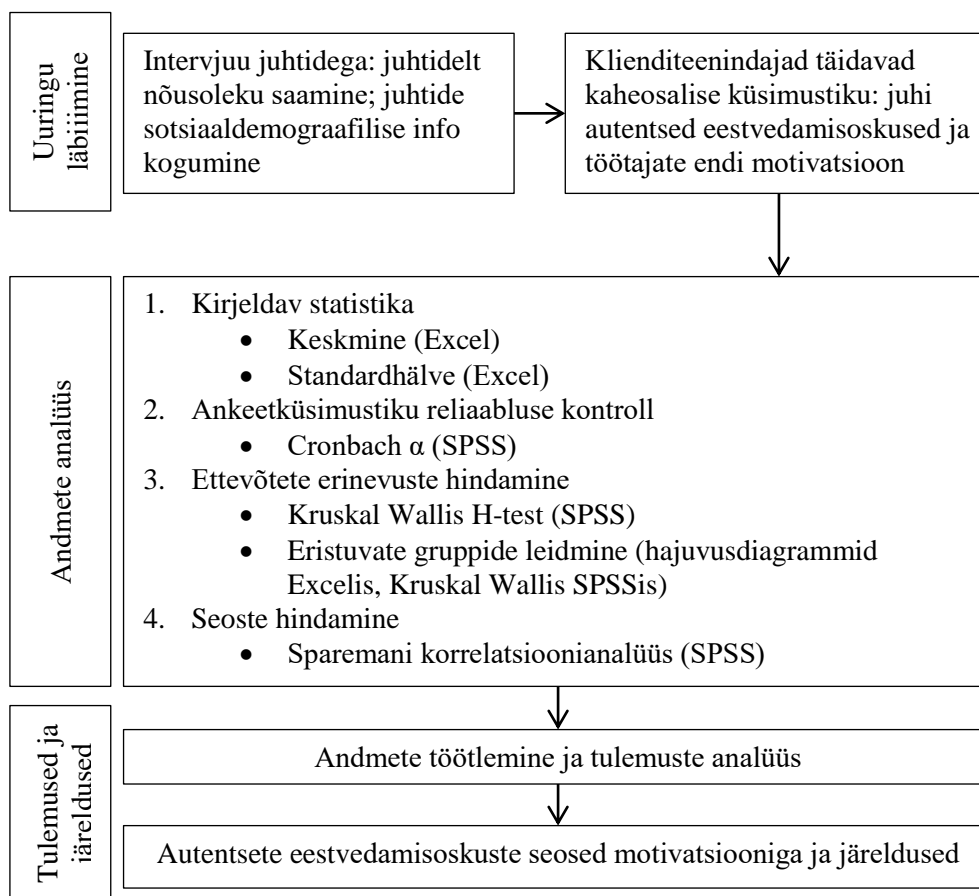 Uuringu
läbiiimine
Intervjuu juhtidega: juhtidelt
nõusoleku saamine; juhtide
sotsiaaldemograafilise info
kogumine
Klienditeenindajad täidavad
kaheosalise küsimustiku: juhi
autentsed eestvedamisoskused ja
töötajate endi motivatsioon
Andmete analüüs
1. Kirjeldav statistika
• Keskmine (Excel)
• Standardhälve (Excel)
2. Ankeetküsimustiku reliaabluse kontroll
• Cronbach α (SPSS)
3. Ettevõtete erinevuste hindamine
• Kruskal Wallis H-test (SPSS)
• Eristuvate gruppide leidmine (hajuvusdiagrammid
Excelis, Kruskal Wallis SPSSis)
4. Seoste hindamine
• Sparemani korrelatsioonianalüüs (SPSS)
Tulemused ja
järeldused
Andmete töötlemine ja tulemuste analüüs
Autentsete eestvedamisoskuste seosed motivatsiooniga ja järeldused